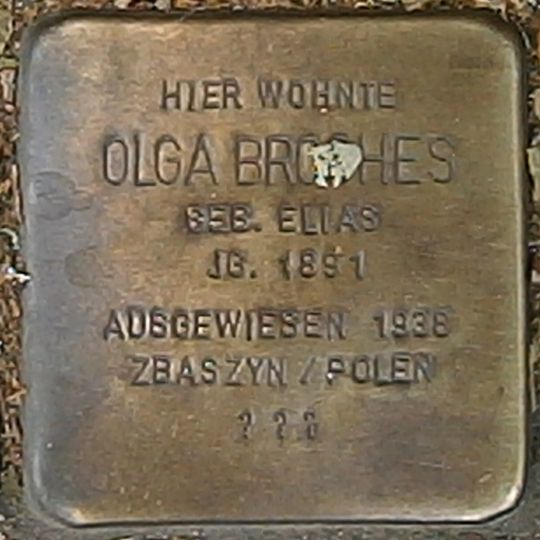 HIER WOHNTE
OLGA BROCHES
GEB. ELIAS
JG. 1891
AUSGEWIESEN 1938
ZBASZYN / POLEN
? ? ?